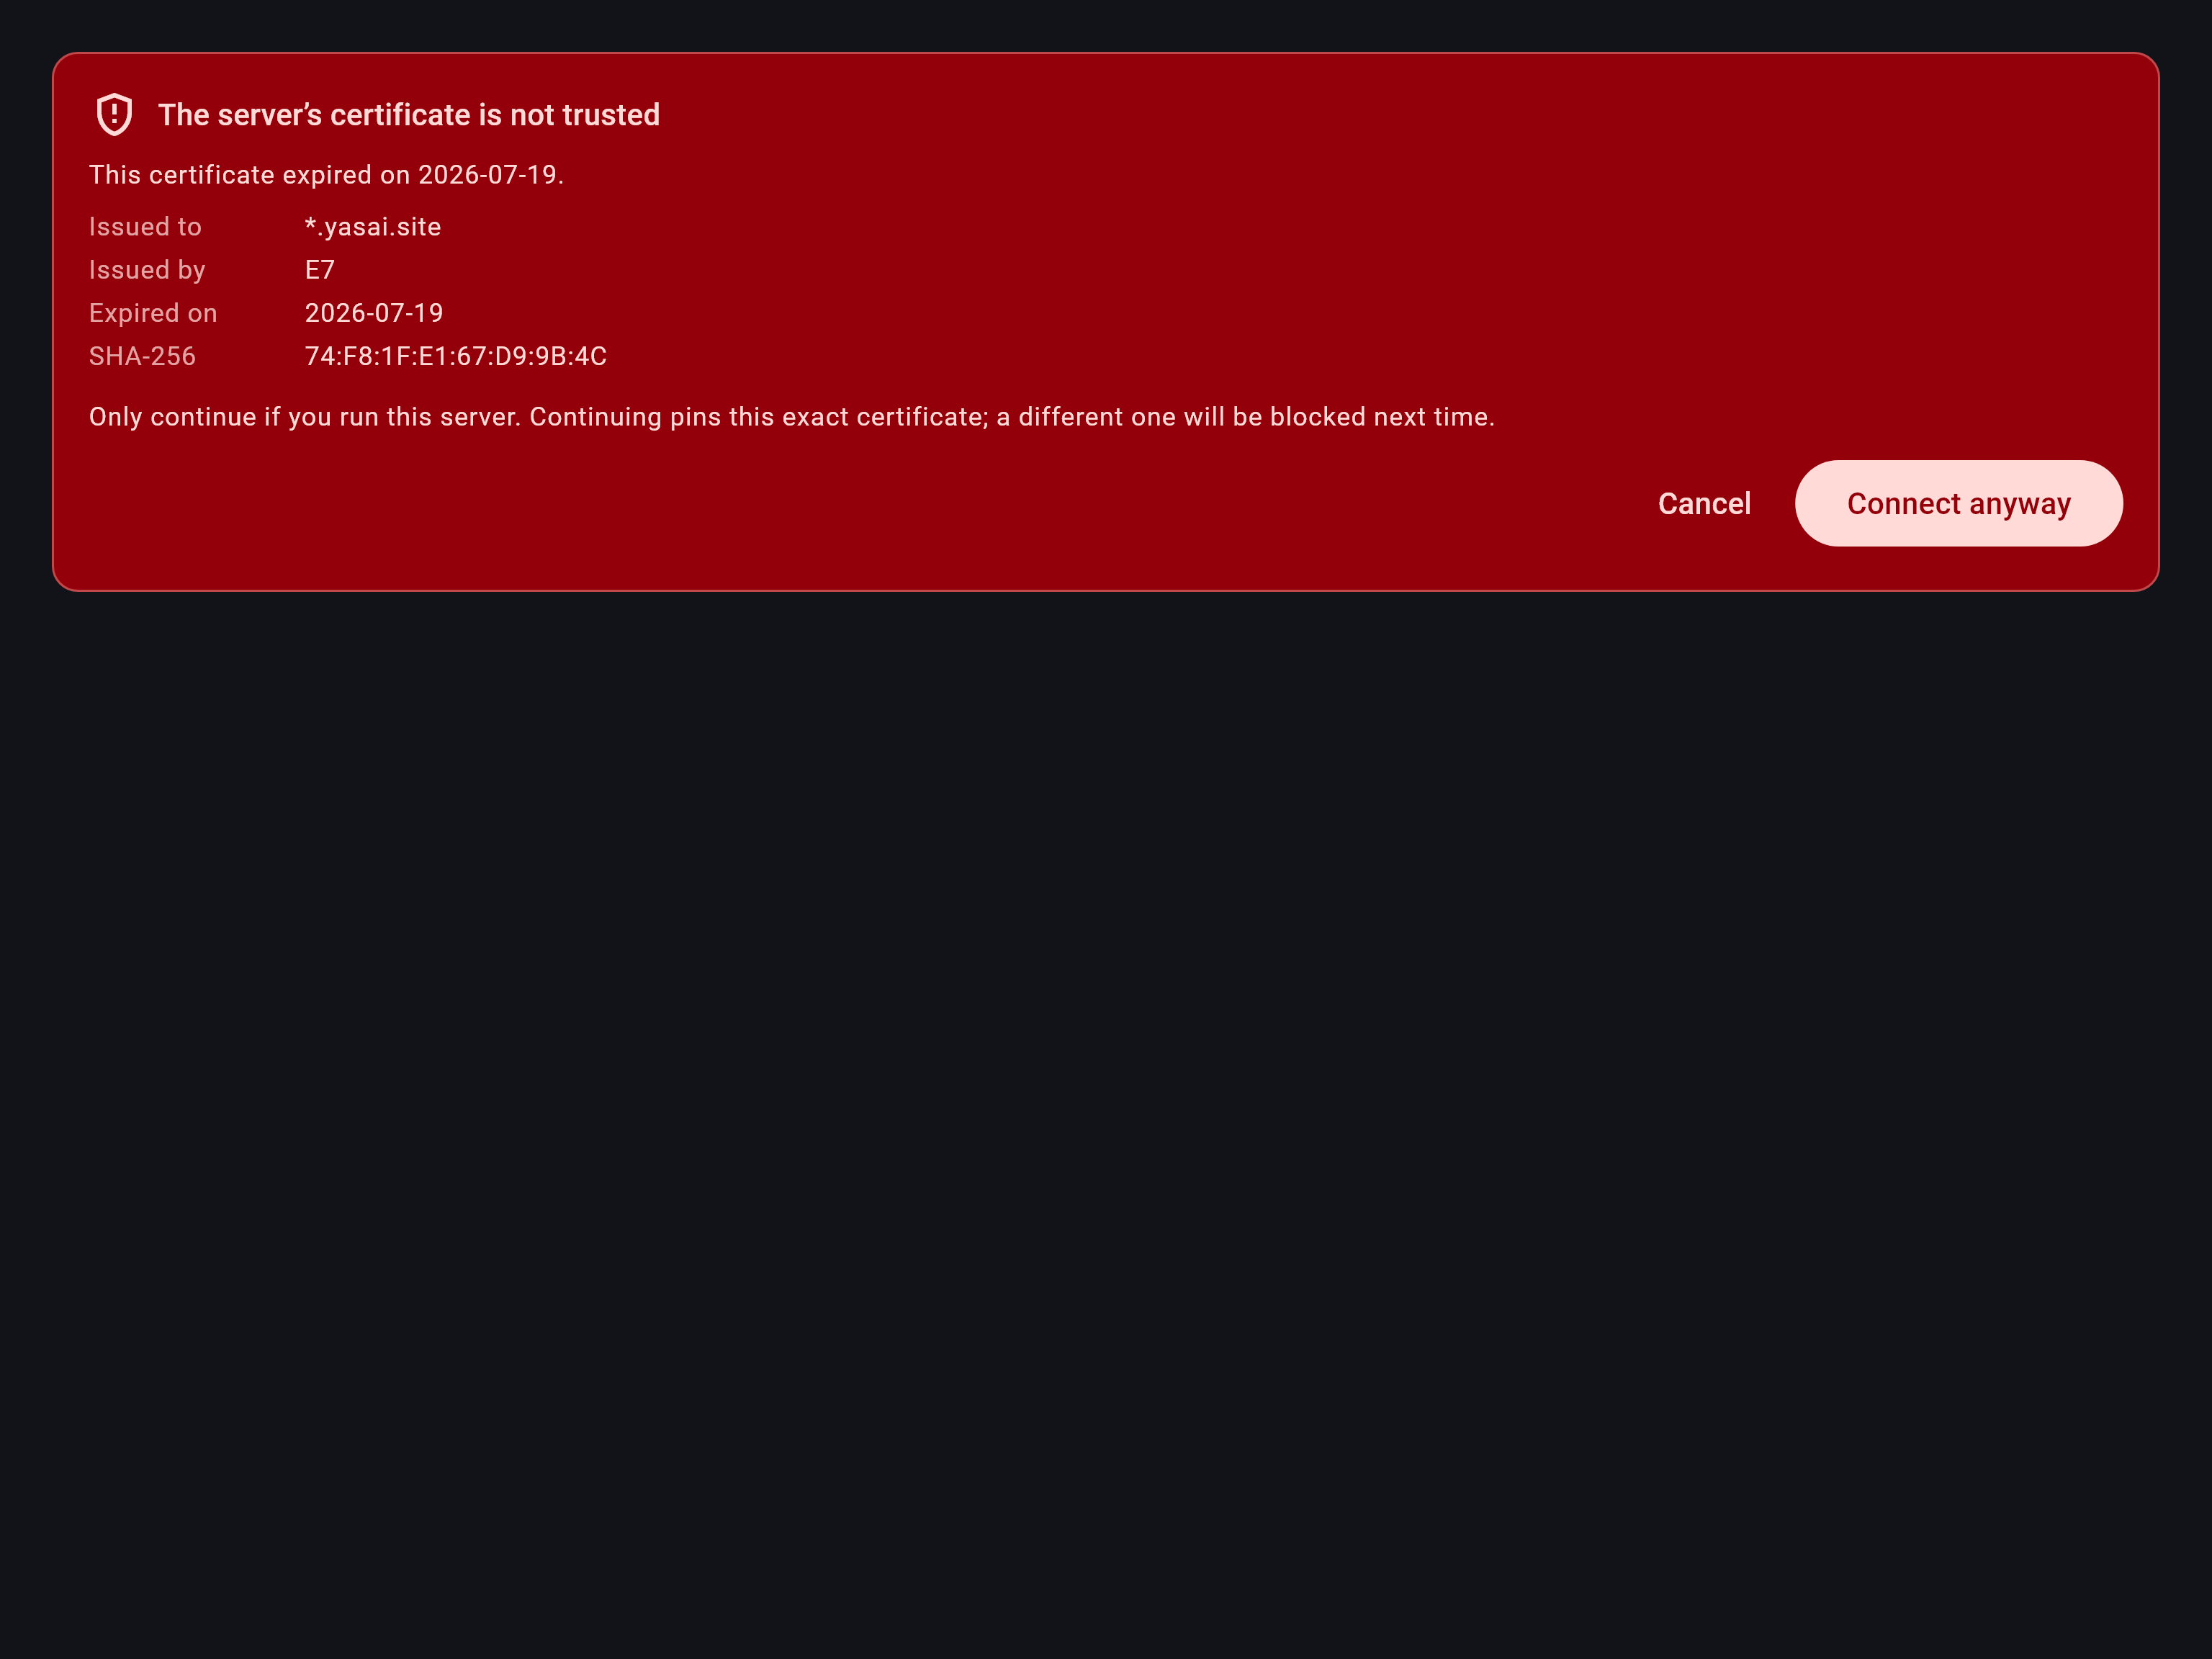 The server’s certificate is not trusted
This certificate expired on 2026-07-19.
Issued to *.yasai.site
Issued by E7
Expired on 2026-07-19
SHA-256 74:F8:1F:E1:67:D9:9B:4C
Only continue if you run this server. Continuing pins this exact certificate; a different one will be blocked next time.
Cancel Connect anyway